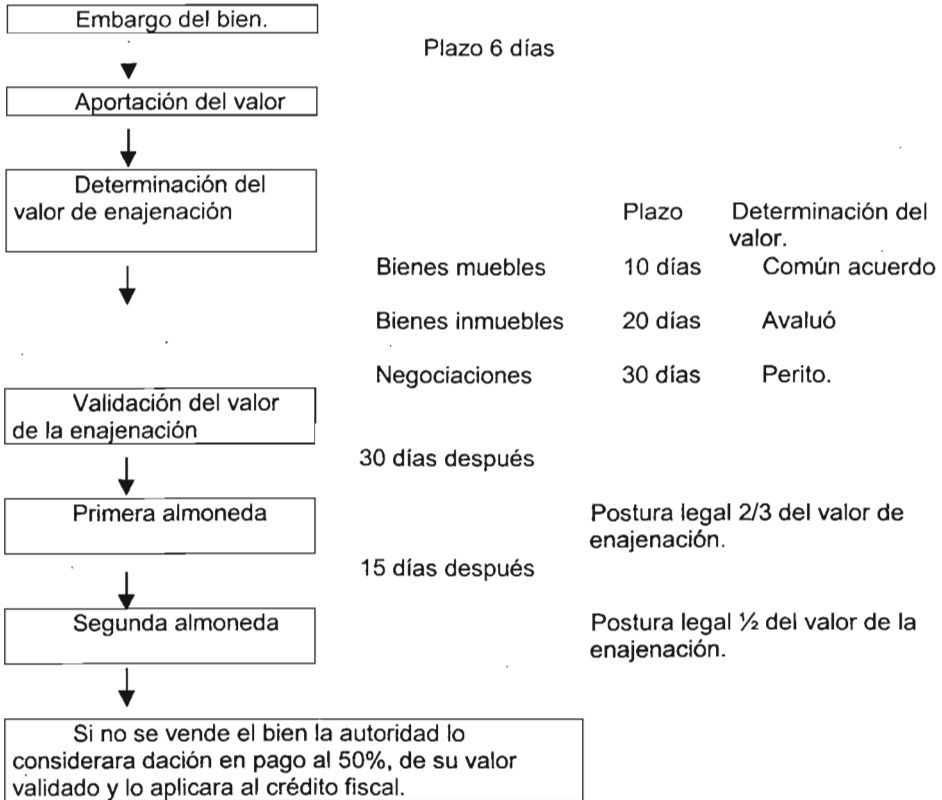 Embargo del bien.
Plazo 6 días
Aportación del valor
Determinación del
valor de enajenación
Plazo Determinación del
valor.
Bienes muebles 10 días Común acuerdo
Bienes inmuebles 20 días Avaluó
Negociaciones 30 días Perito.
Validación del valor
de la enajenación
30 días después
Primera almoneda
Postura legal 2/3 del valor de
enajenación.
15 días después
Segunda almoneda
Postura legal ½ del valor de la
enajenación.
Si no se vende el bien la autoridad lo
considerara dación en pago al 50%, de su valor
validado y lo aplicara al crédito fiscal.